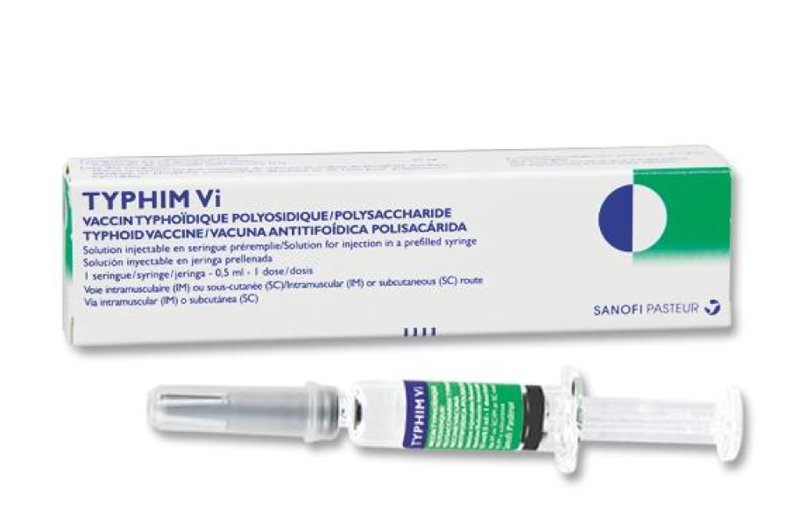 TYPHIM Vi
VACCIN TYPHOÏDIQUE POLYOSIDIQUE/POLYSACCHARIDE
TYPHOID VACCINE/VACUNA ANTITIFOÍDICA POLISACÁRIDA
Solution injectable en seringue préremplie/Solution for injection in a prefilled syringe
Solución inyectable en jeringa prellenada
1 seringue/syringe/jeringa - 0,5 ml - 1 dose/dosis
Voie intramusculaire (IM) ou sous-cutanée (SC)/Intramuscular (IM) or subcutaneous (SC) route
Vía intramuscular (IM) o subcutánea (SC)
SANOFI PASTEUR
TYPHIM Vi
Sanofi Pasteur